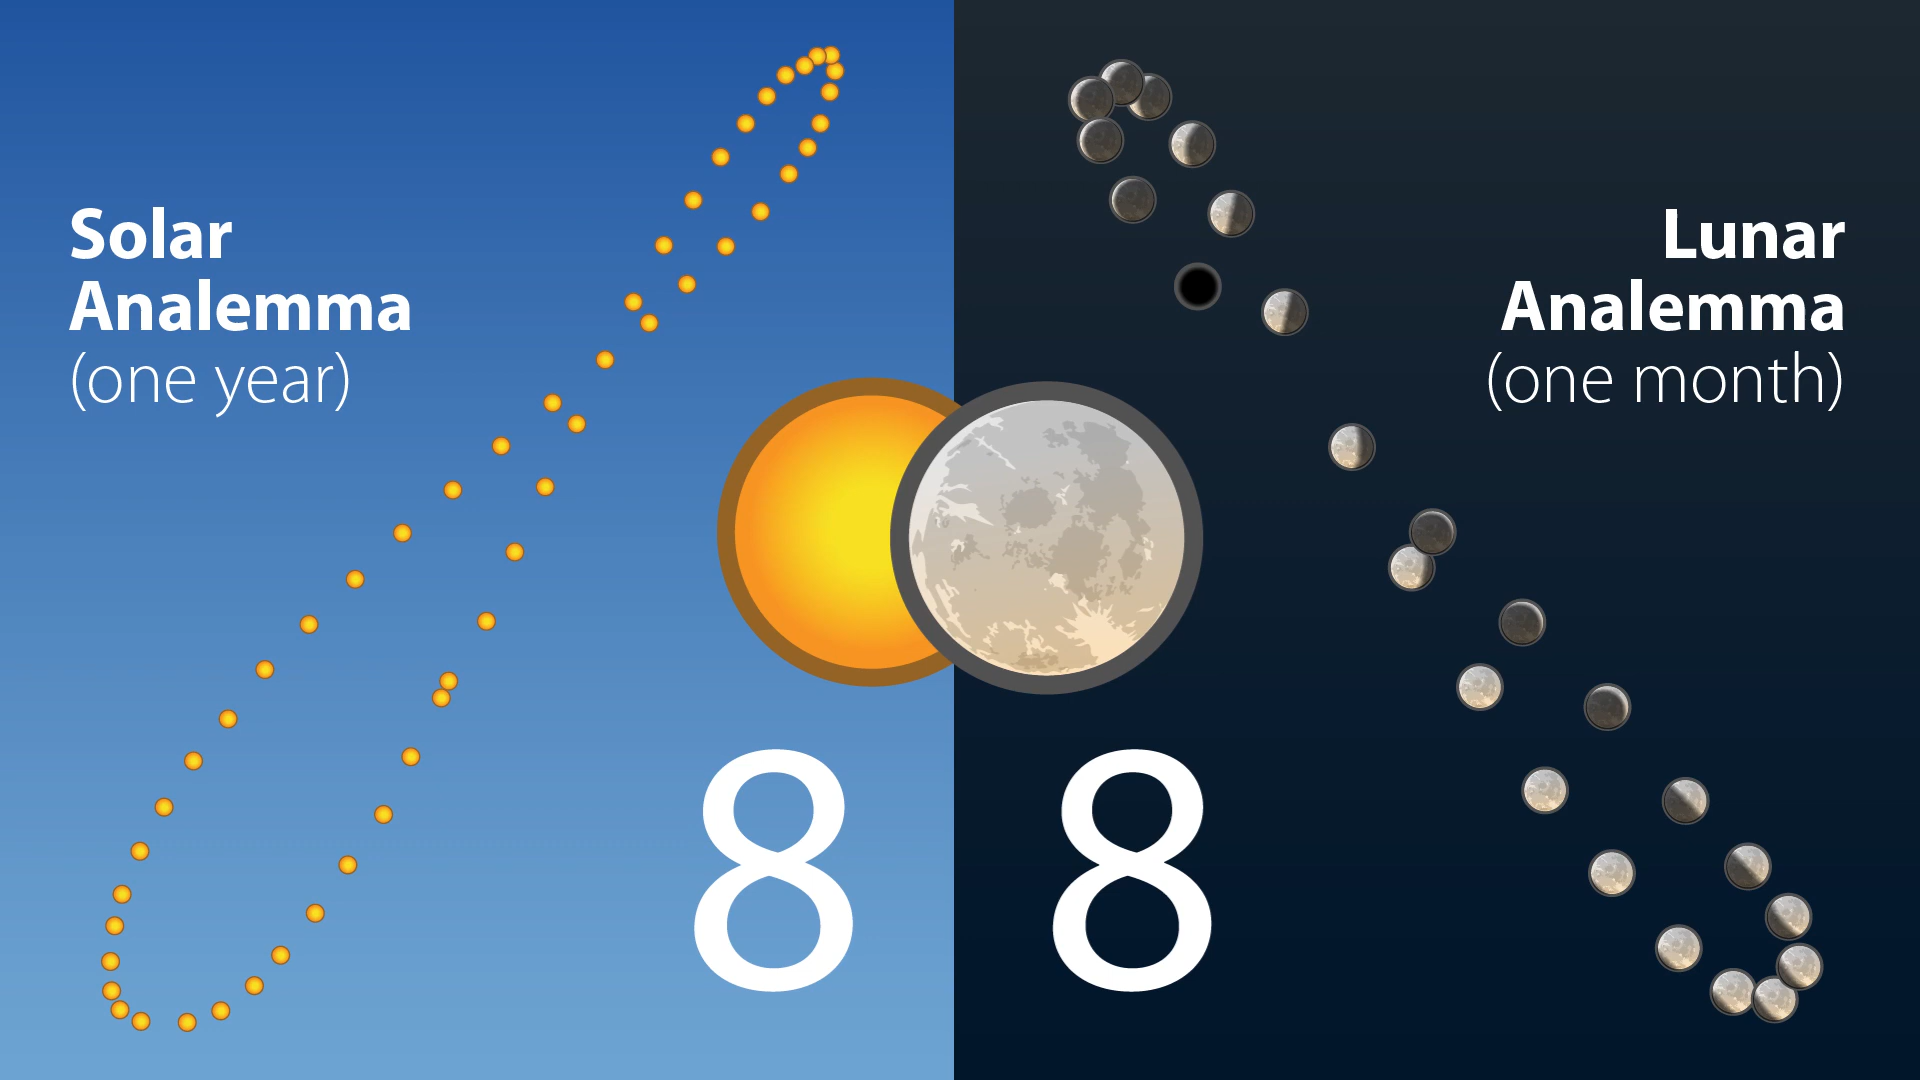 Solar
Analemma
(one year)
Lunar
Analemma
(one month)
8
8